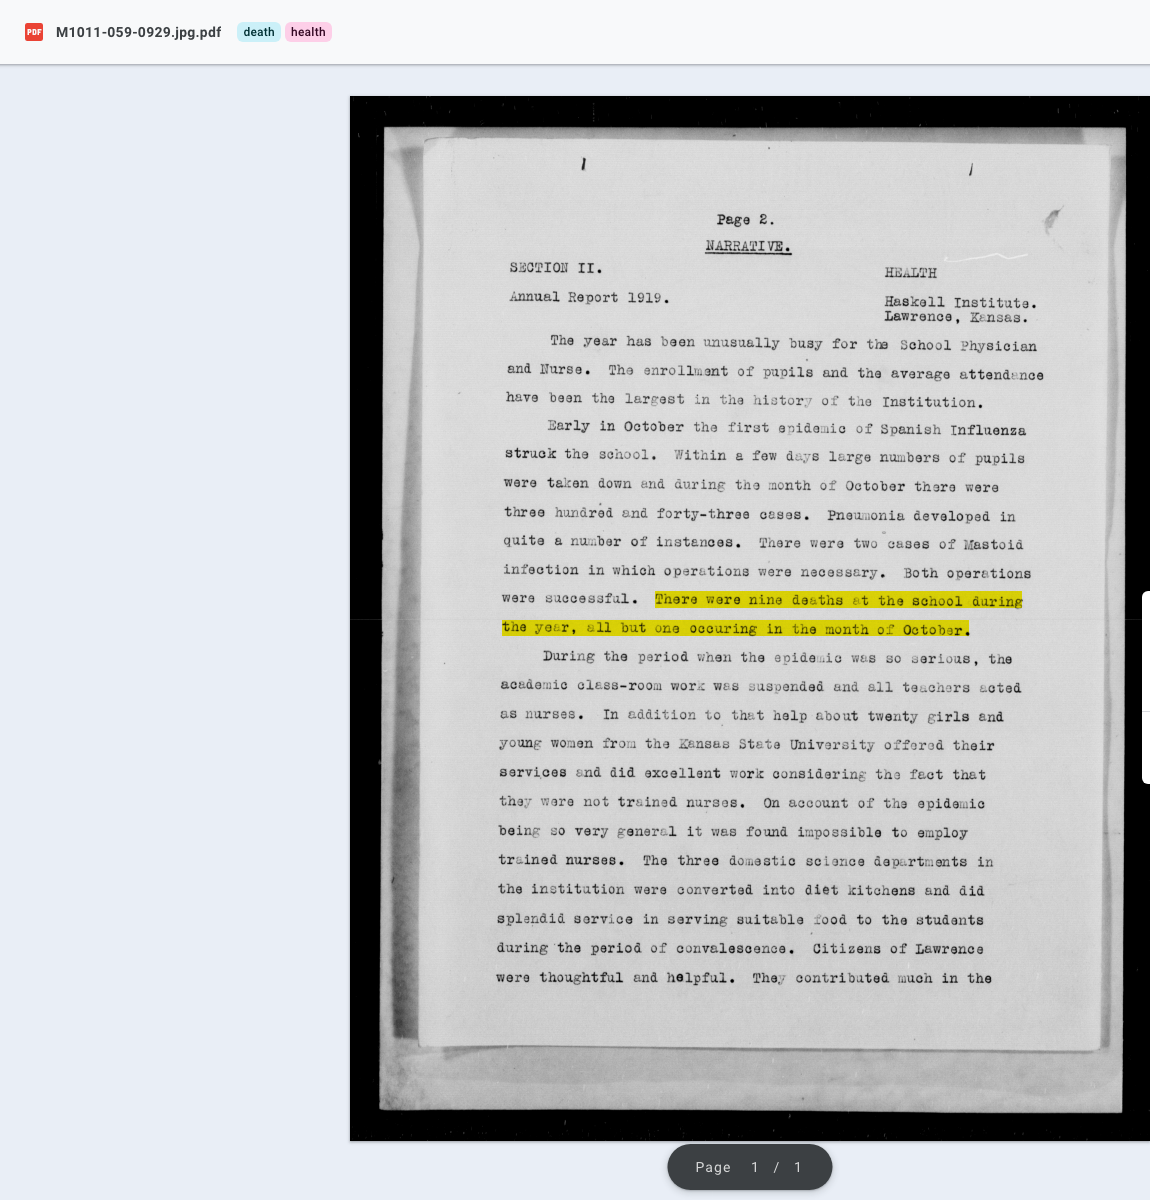 M1011-059-0929.jpg.pdf death health
Page 2.
NARRATIVE.
SECTION II. HEALTH
Annual Report 1919. Haskell Institute.
Lawrence, Kansas.
The year has been unusually busy for the School Physician
and Nurse. The enrollment of pupils and the average attendance
have been the largest in the history of the Institution.
Early in October the first epidemic of Spanish Influenza
struck the school. Within a few days large numbers of pupils
were taken down and during the month of October there were
three hundred and forty-three cases. Pneumonia developed in
quite a number of instances. There were two cases of Mastoid
infection in which operations were necessary. Both operations
were successful. There were nine deaths at the school during
the year, all but one occuring in the month of October.
During the period when the epidemic was so serious, the
academic class-room work was suspended and all teachers acted
as nurses. In addition to that help about twenty girls and
young women from the Kansas State University offered their
services and did excellent work considering the fact that
they were not trained nurses. On account of the epidemic
being so very general it was found impossible to employ
trained nurses. The three domestic science departments in
the institution were converted into diet kitchens and did
splendid service in serving suitable food to the students
during the period of convalescence. Citizens of Lawrence
were thoughtful and helpful. They contributed much in the
Page 1 / 1